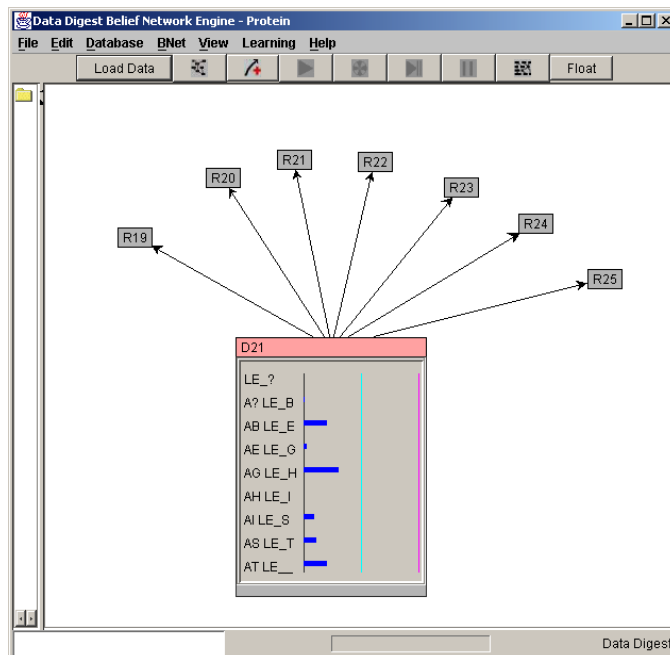 Data Digest Belief Network Engine - Protein
File Edit Database BNet View Learning Help
Load Data Float
R19
R20
R21
R22
R23
R24
R25
D21
LE_?
A? LE_B
AB LE_E
AE LE_G
AG LE_H
AH LE_I
AI LE_S
AS LE_T
AT LE__
Data Digest